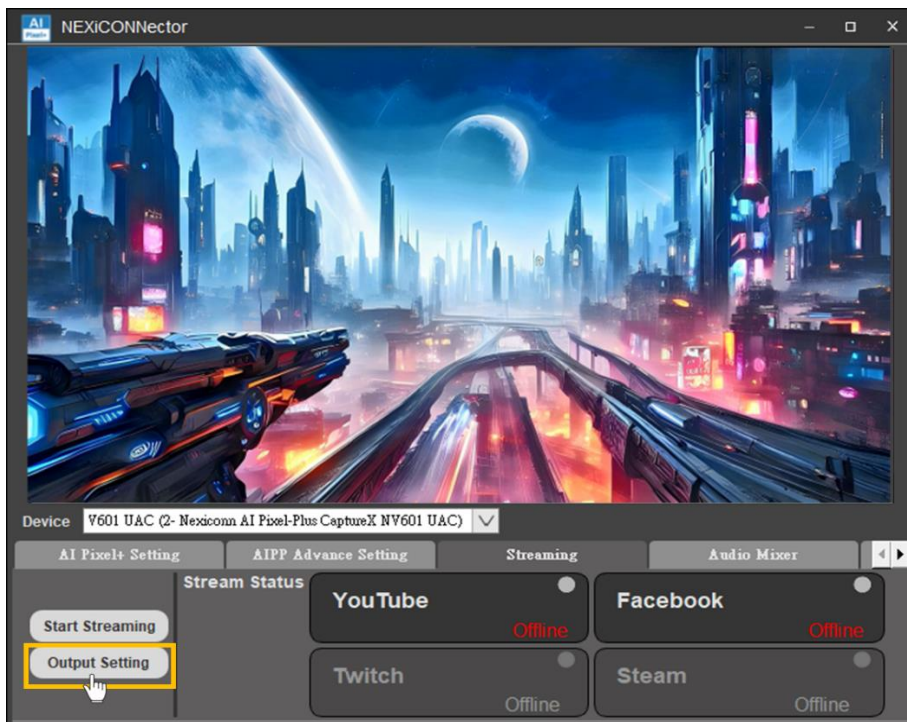 AI
Pixel+
NEXiCONNector
Device
V601 UAC (2- Nexiconn AI Pixel-Plus CaptureX NV601 UAC)
AI Pixel+ Setting
AIPP Advance Setting
Streaming
Audio Mixer
Stream Status
Start Streaming
Output Setting
YouTube
Offline
Facebook
Offline
Twitch
Offline
Steam
Offline